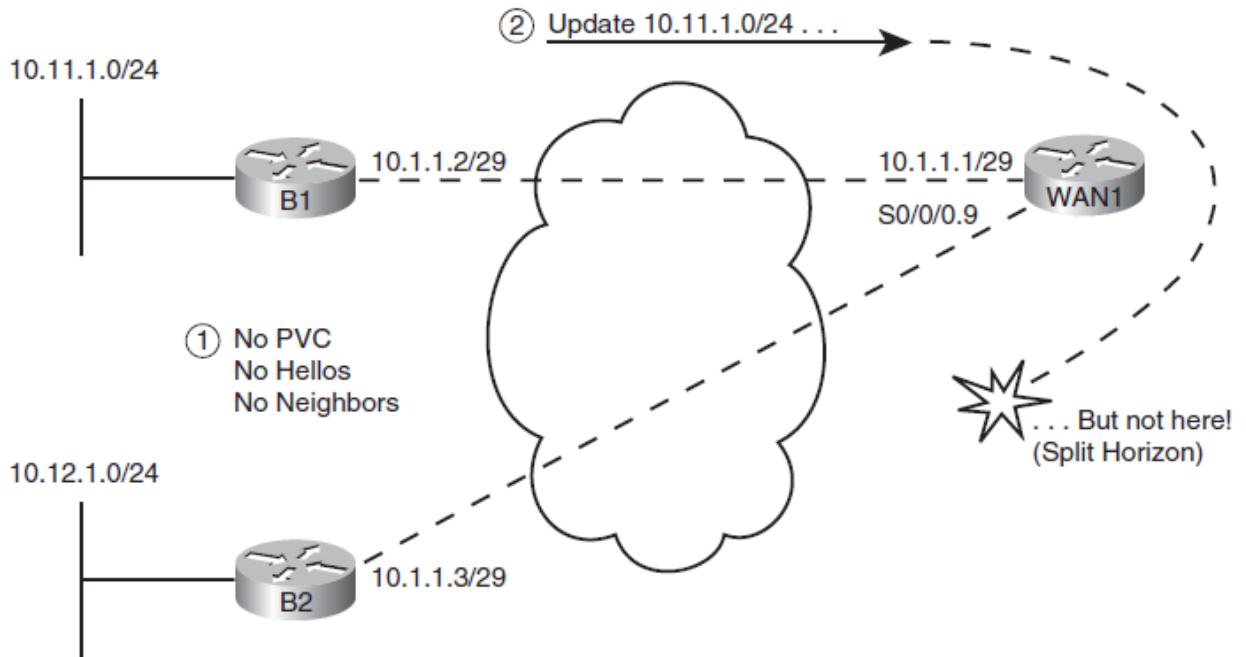 ② Update 10.11.1.0/24 . . .
10.11.1.0/24
10.1.1.2/29
10.1.1.1/29
B1
WAN1
S0/0/0.9
① No PVC
No Hellos
No Neighbors
. . . But not here!
(Split Horizon)
10.12.1.0/24
10.1.1.3/29
B2